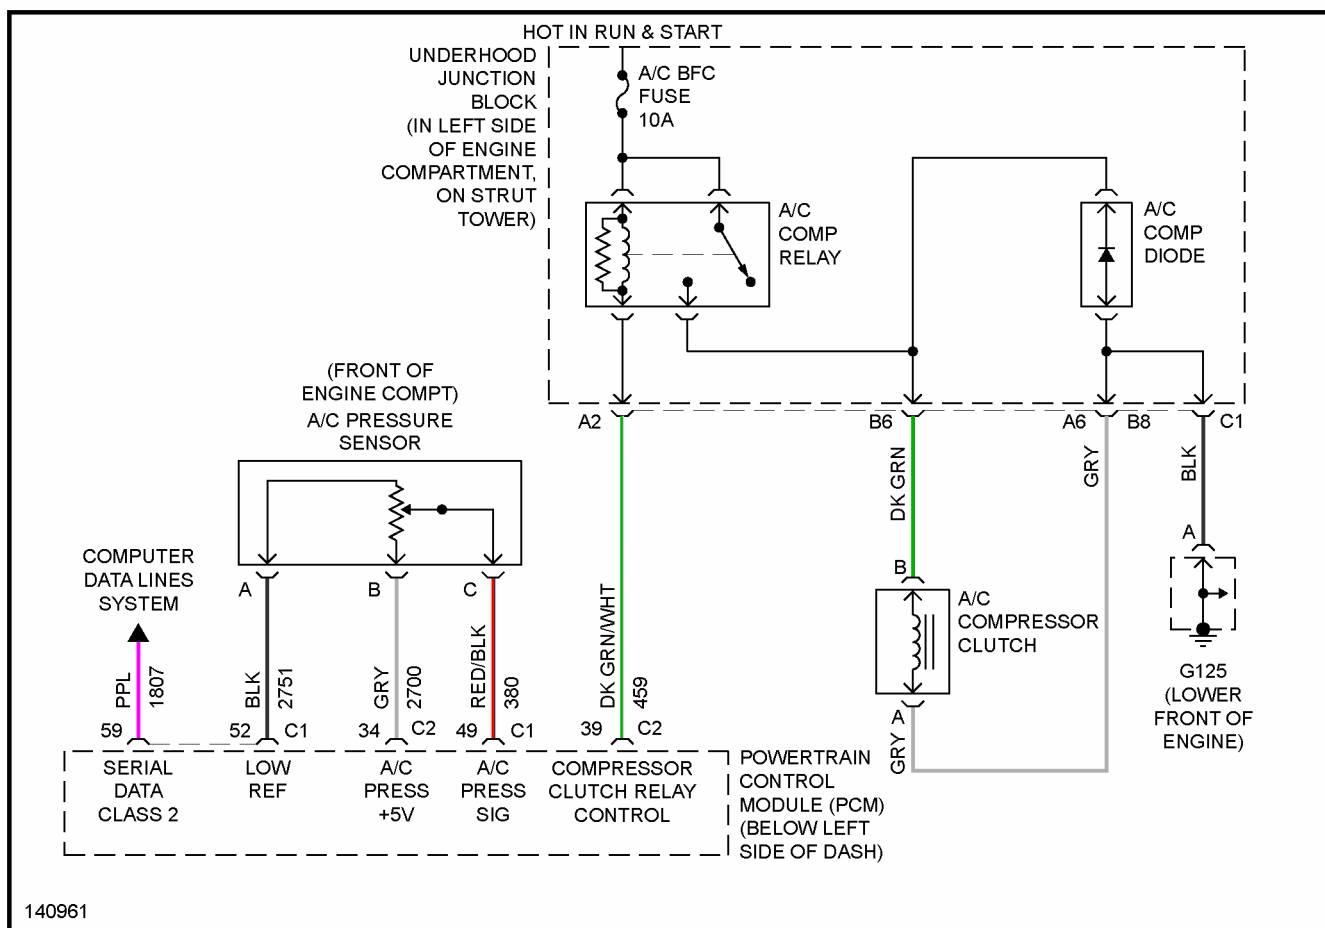 HOT IN RUN & START
UNDERHOOD
JUNCTION
BLOCK
(IN LEFT SIDE
OF ENGINE
COMPARTMENT,
ON STRUT
TOWER)
A/C BFC
FUSE
10A
A/C
COMP
RELAY
A/C
COMP
DIODE
A2
B6
A6
B8
C1
(FRONT OF
ENGINE COMPT)
A/C PRESSURE
SENSOR
DK GRN
GRY
BLK
A
COMPUTER
DATA LINES
SYSTEM
A
B
C
B
A/C
COMPRESSOR
CLUTCH
A
GRY
G125
(LOWER
FRONT OF
ENGINE)
PPL
1807
BLK
2751
GRY
2700
RED/BLK
380
DK GRN/WHT
459
59
52
C1
34
C2
49
C1
39
C2
SERIAL
DATA
CLASS 2
LOW
REF
A/C
PRESS
+5V
A/C
PRESS
SIG
COMPRESSOR
CLUTCH RELAY
CONTROL
POWERTRAIN
CONTROL
MODULE (PCM)
(BELOW LEFT
SIDE OF DASH)
140961